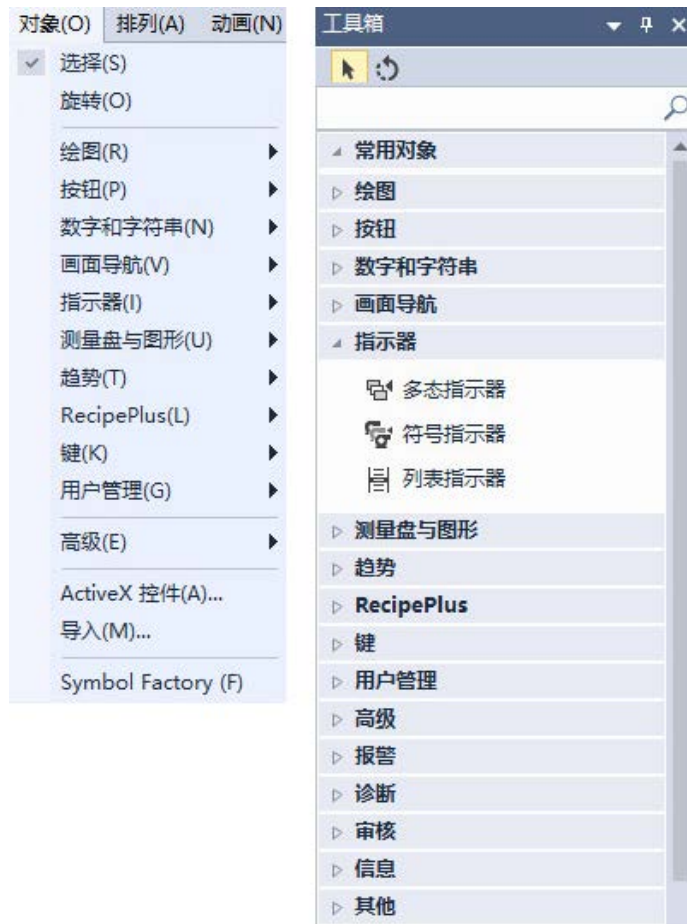 对象(O) 排列(A) 动画(N)
选择(S)
旋转(O)
绘图(R)
按钮(P)
数字和字符串(N)
画面导航(V)
指示器(I)
测量盘与图形(U)
趋势(T)
RecipePlus(L)
键(K)
用户管理(G)
高级(E)
ActiveX 控件(A)...
导入(M)...
Symbol Factory (F)
工具箱
常用对象
绘图
按钮
数字和字符串
画面导航
指示器
多态指示器
符号指示器
列表指示器
测量盘与图形
趋势
RecipePlus
键
用户管理
高级
报警
诊断
审核
信息
其他